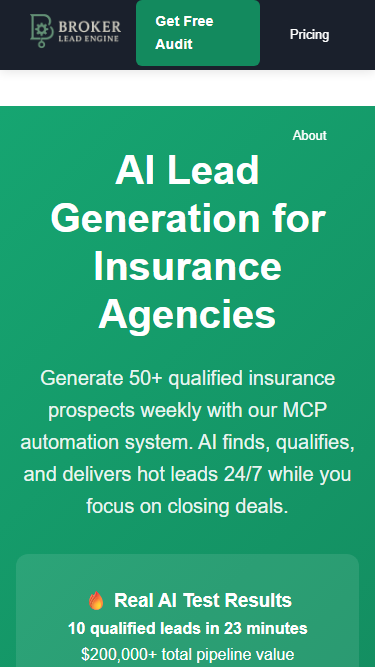 BROKER
LEAD ENGINE
Get Free
Audit
Pricing
About
AI Lead
Generation for
Insurance
Agencies
Generate 50+ qualified insurance
prospects weekly with our MCP
automation system. AI finds, qualifies,
and delivers hot leads 24/7 while you
focus on closing deals.
🔥 Real AI Test Results
10 qualified leads in 23 minutes
$200,000+ total pipeline value